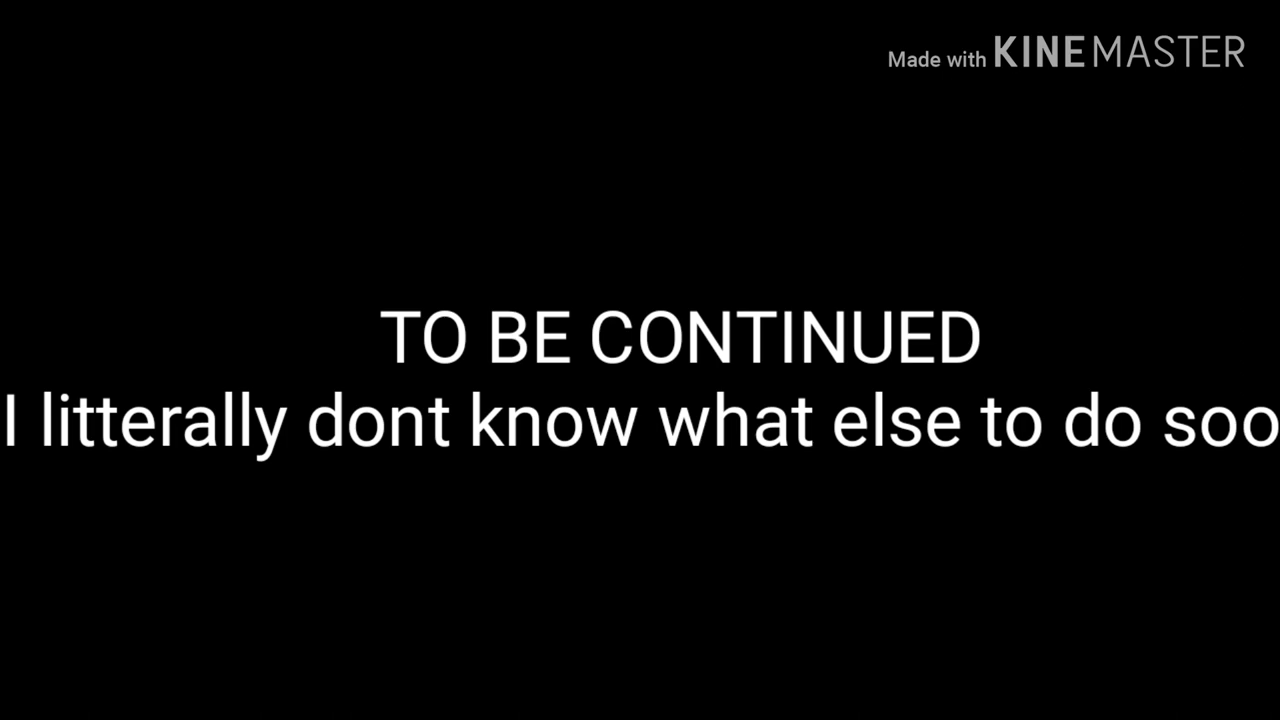 Made with KINEMASTER
TO BE CONTINUED
I litterally dont know what else to do soo